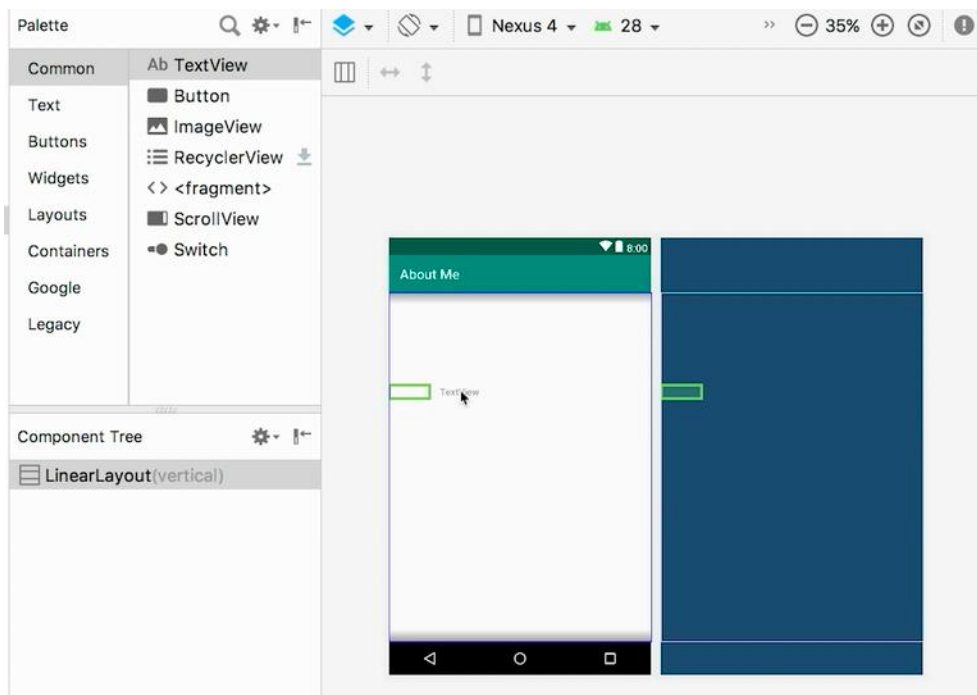 Palette
Nexus 4
28
35%
Common
Text
Buttons
Widgets
Layouts
Containers
Google
Legacy
Ab TextView
Button
ImageView
RecyclerView
<fragment>
ScrollView
Switch
Component Tree
LinearLayout(vertical)
8:00
About Me
TextView